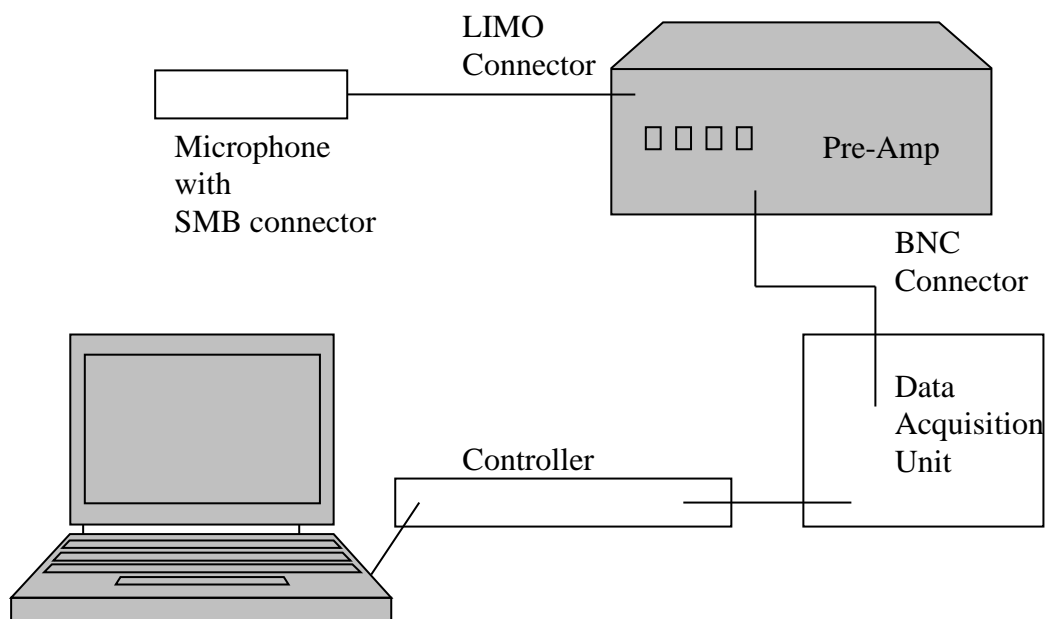 LIMO
Connector
Microphone
with
SMB connector
Pre-Amp
BNC
Connector
Data
Acquisition
Unit
Controller